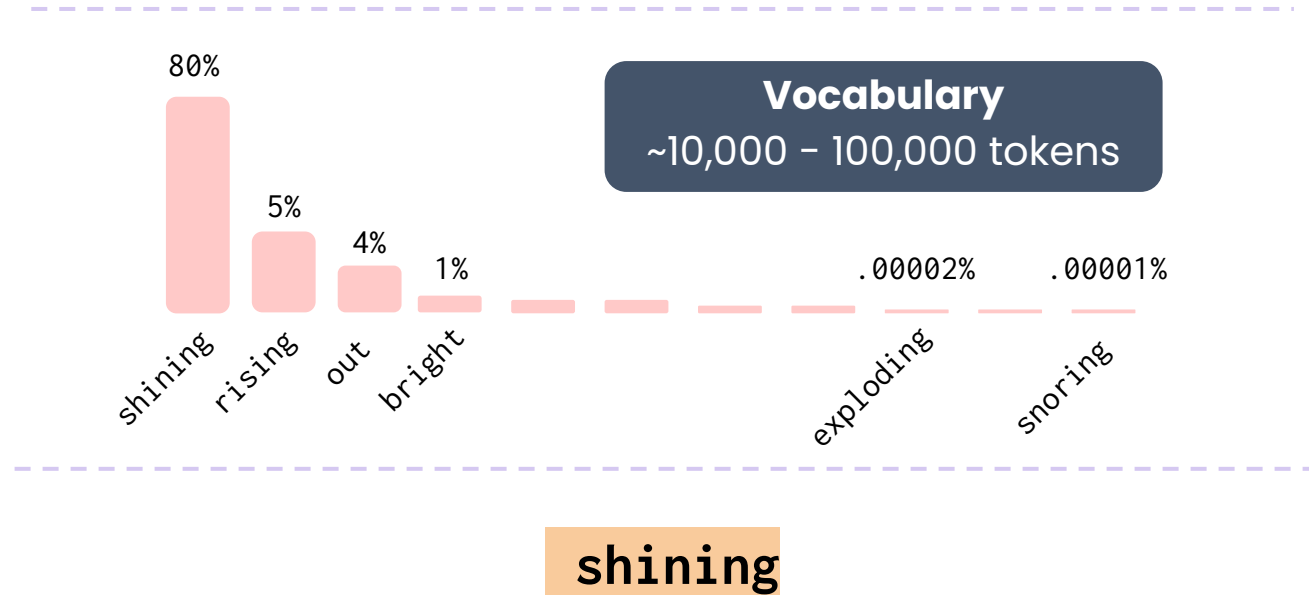 80%
Vocabulary
~10,000 - 100,000 tokens
5%
4%
1%
.00002%
.00001%
shining
rising
out
bright
exploding
snoring
shining